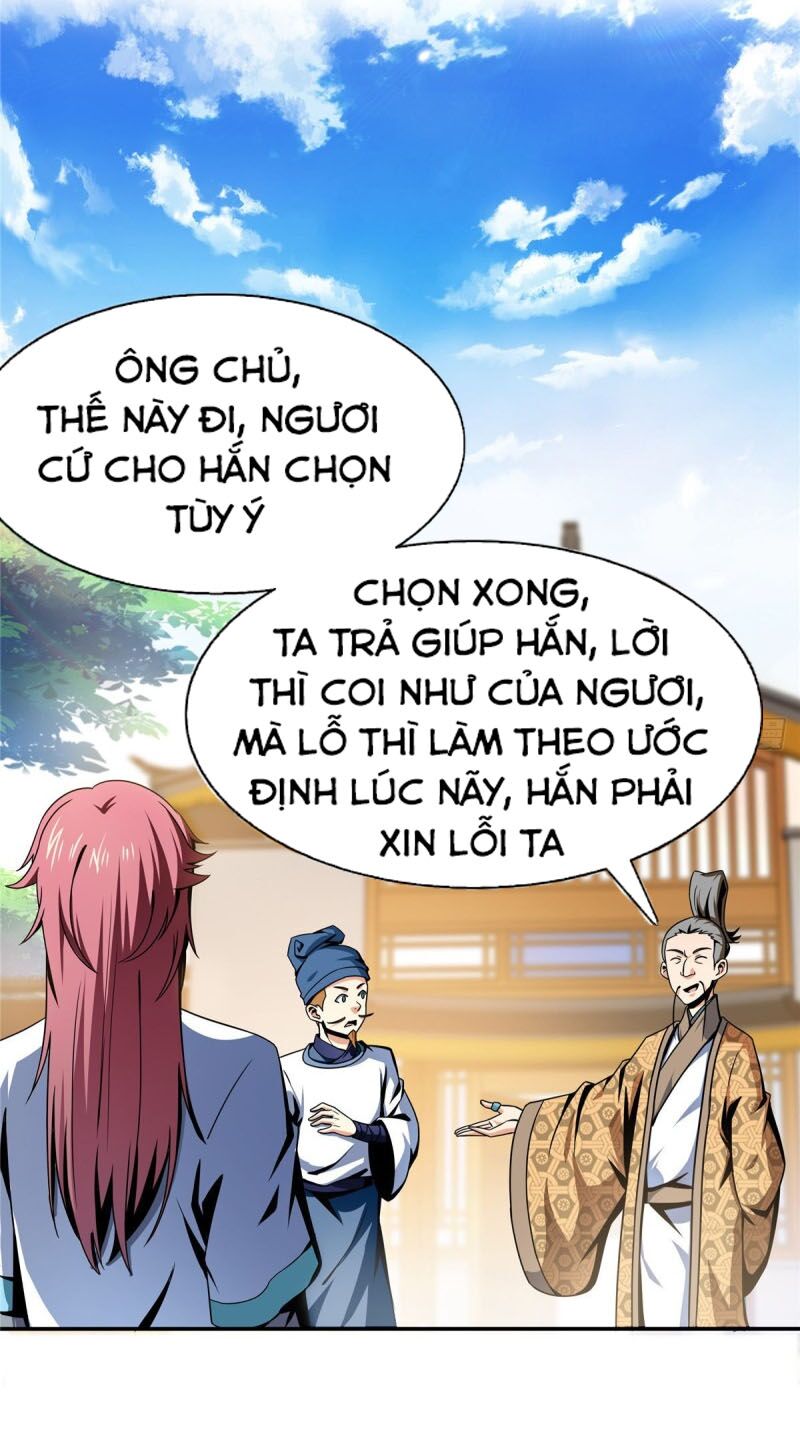 ÔNG CHỦ,
THẾ NÀY ĐI, NGƯƠI
CỨ CHO HẮN CHỌN
TÙY Ý
CHỌN XONG,
TA TRẢ GIÚP HẮN, LỜI
THÌ COI NHƯ CỦA NGƯƠI,
MÀ LỖ THÌ LÀM THEO ƯỚC
ĐỊNH LÚC NÃY, HẮN PHẢI
XIN LỖI TA